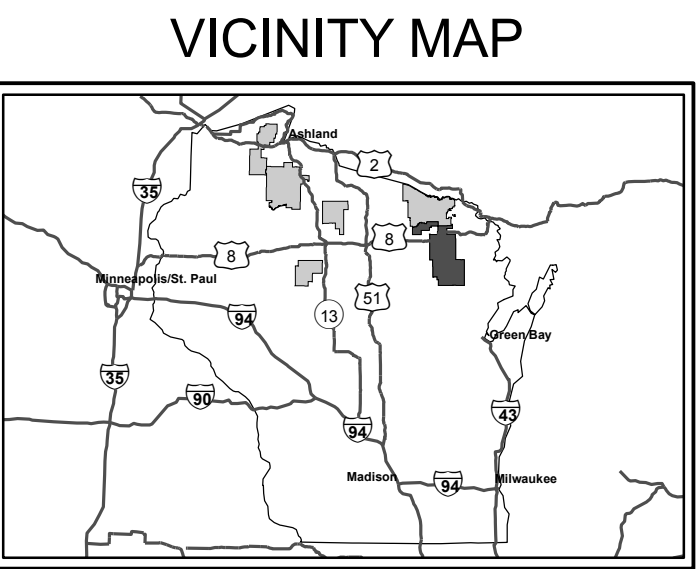 VICINITY MAP
Ashland
2
35
8
8
Minneapolis/St. Paul
51
94
13
Green Bay
35
90
43
94
Madison
94
Milwaukee